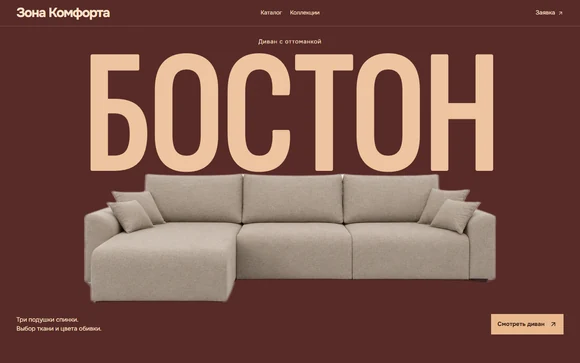 Зона Комфорта
Каталог Коллекции
Заявка
Диван с оттоманкой
БОСТОН
Три подушки спинки.
Выбор ткани и цвета обивки.
Смотреть диван